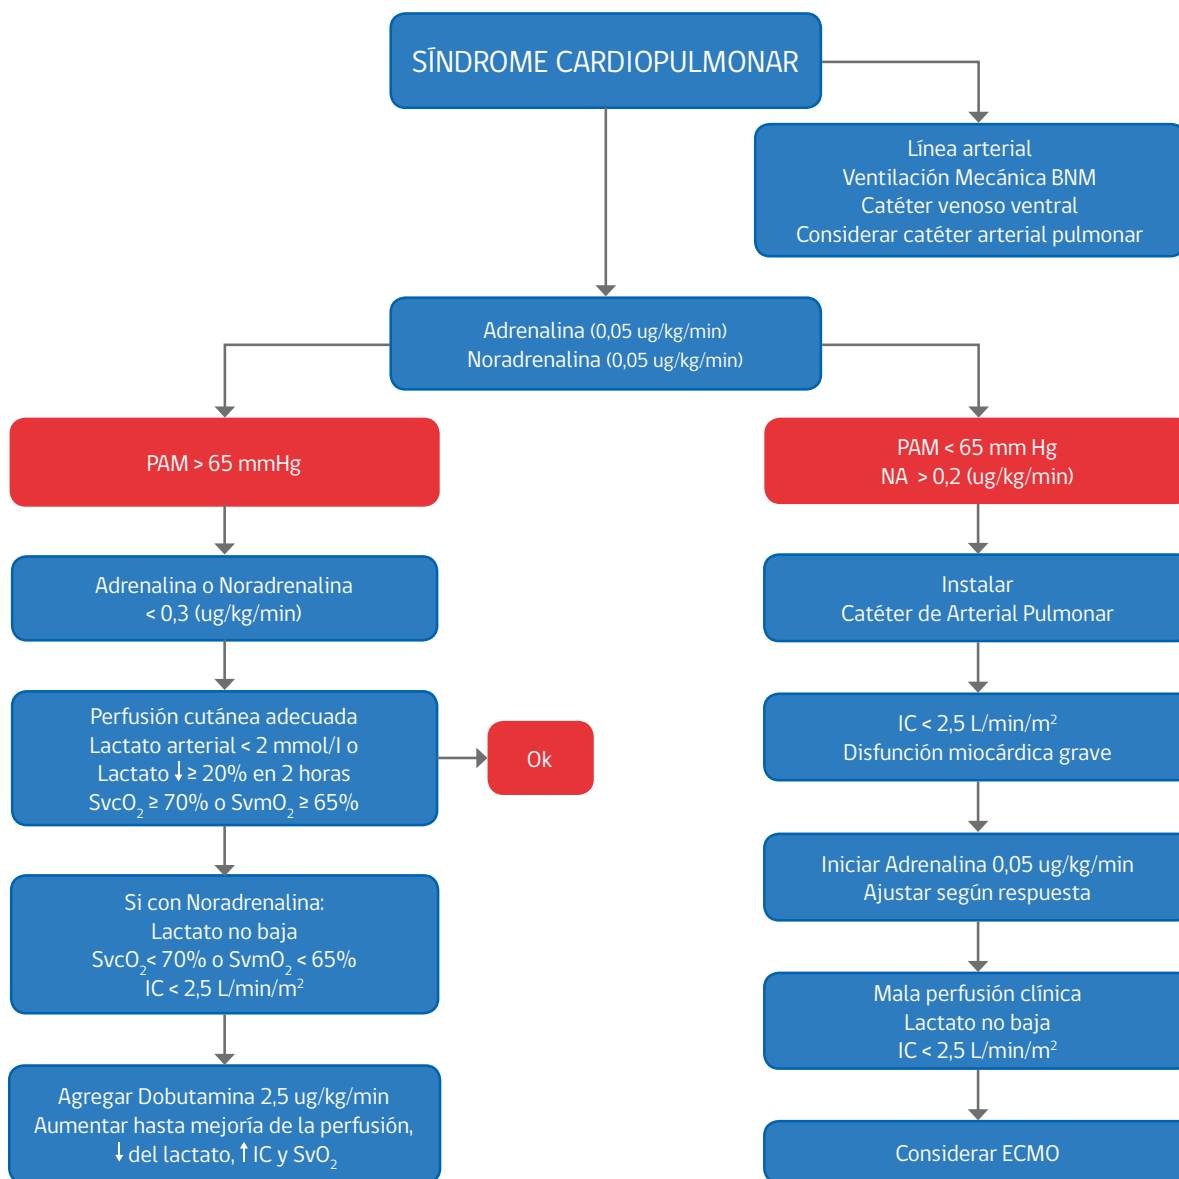 SÍNDROME CARDIOPULMONAR
Línea arterial
Ventilación Mecánica BNM
Catéter venoso ventral
Considerar catéter arterial pulmonar
Adrenalina (0,05 ug/kg/min)
Noradrenalina (0,05 ug/kg/min)
PAM > 65 mmHg
Adrenalina o Noradrenalina
< 0,3 (ug/kg/min)
Perfusión cutánea adecuada
Lactato arterial < 2 mmol/l o
Lactato ↓ ≥ 20% en 2 horas
SvcO₂ ≥ 70% o SvmO₂ ≥ 65%
Ok
Si con Noradrenalina:
Lactato no baja
SvcO₂< 70% o SvmO₂ < 65%
IC < 2,5 L/min/m²
Agregar Dobutamina 2,5 ug/kg/min
Aumentar hasta mejoría de la perfusión,
↓ del lactato, ↑ IC y SvO₂
PAM < 65 mm Hg
NA > 0,2 (ug/kg/min)
Instalar
Catéter de Arterial Pulmonar
IC < 2,5 L/min/m²
Disfunción miocárdica grave
Iniciar Adrenalina 0,05 ug/kg/min
Ajustar según respuesta
Mala perfusión clínica
Lactato no baja
IC < 2,5 L/min/m²
Considerar ECMO